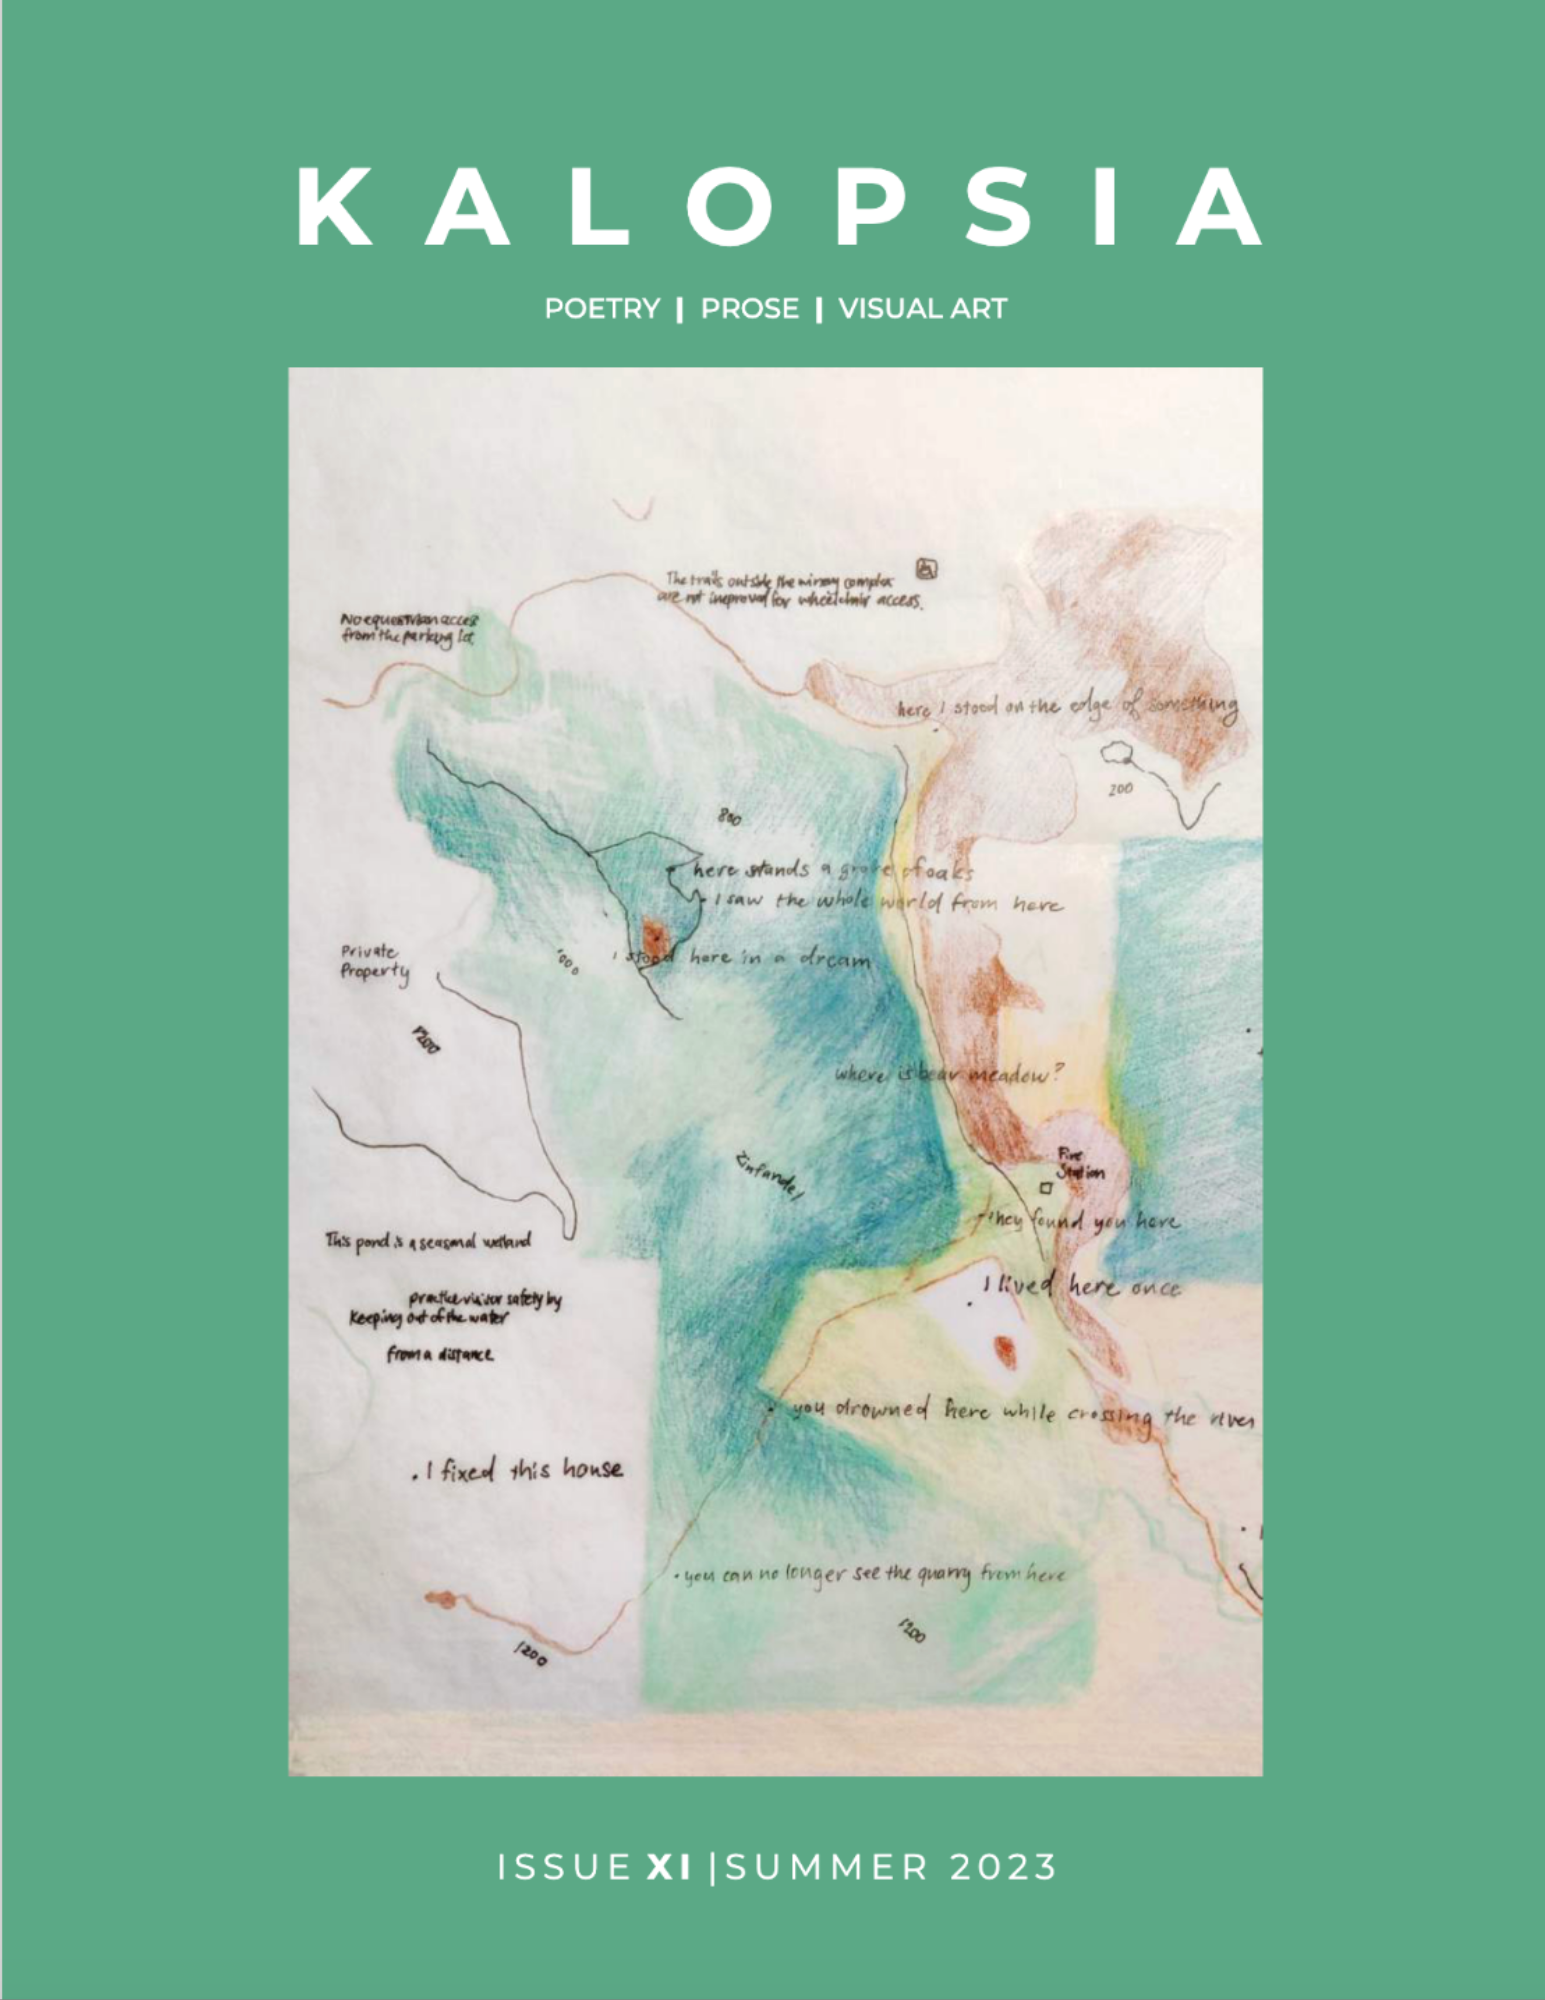 KALOPSIA
POETRY | PROSE | VISUAL ART
The trails outside the winery complex
are not improved for wheelchair access.
No equestrian access
from the parking lot
here I stood on the edge of something
200
800
here stands a grove of oaks
I saw the whole world from here
I stood here in a dream
1000
Private
Property
1200
where is bear meadow?
Fire
Station
Zinfandel
they found you here
This pond is a seasonal wetland
I lived here once
practice visitor safety by
Keeping out of the water
from a distance
you drowned here while crossing the river
I fixed this house
you can no longer see the quarry from here
1200
1200
ISSUE XI | SUMMER 2023